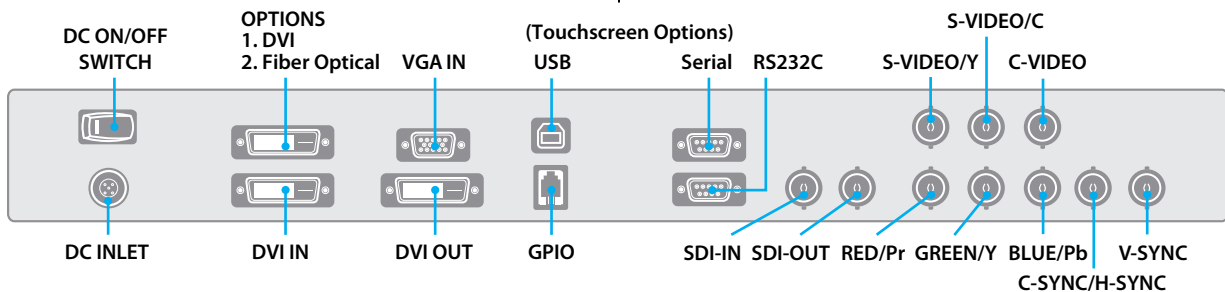 DC ON/OFF
SWITCH
OPTIONS
1. DVI
2. Fiber Optical
VGA IN
(Touchscreen Options)
USB
Serial
RS232C
S-VIDEO/Y
S-VIDEO/C
C-VIDEO
DC INLET
DVI IN
DVI OUT
GPIO
SDI-IN
SDI-OUT
RED/Pr
GREEN/Y
BLUE/Pb
C-SYNC/H-SYNC
V-SYNC